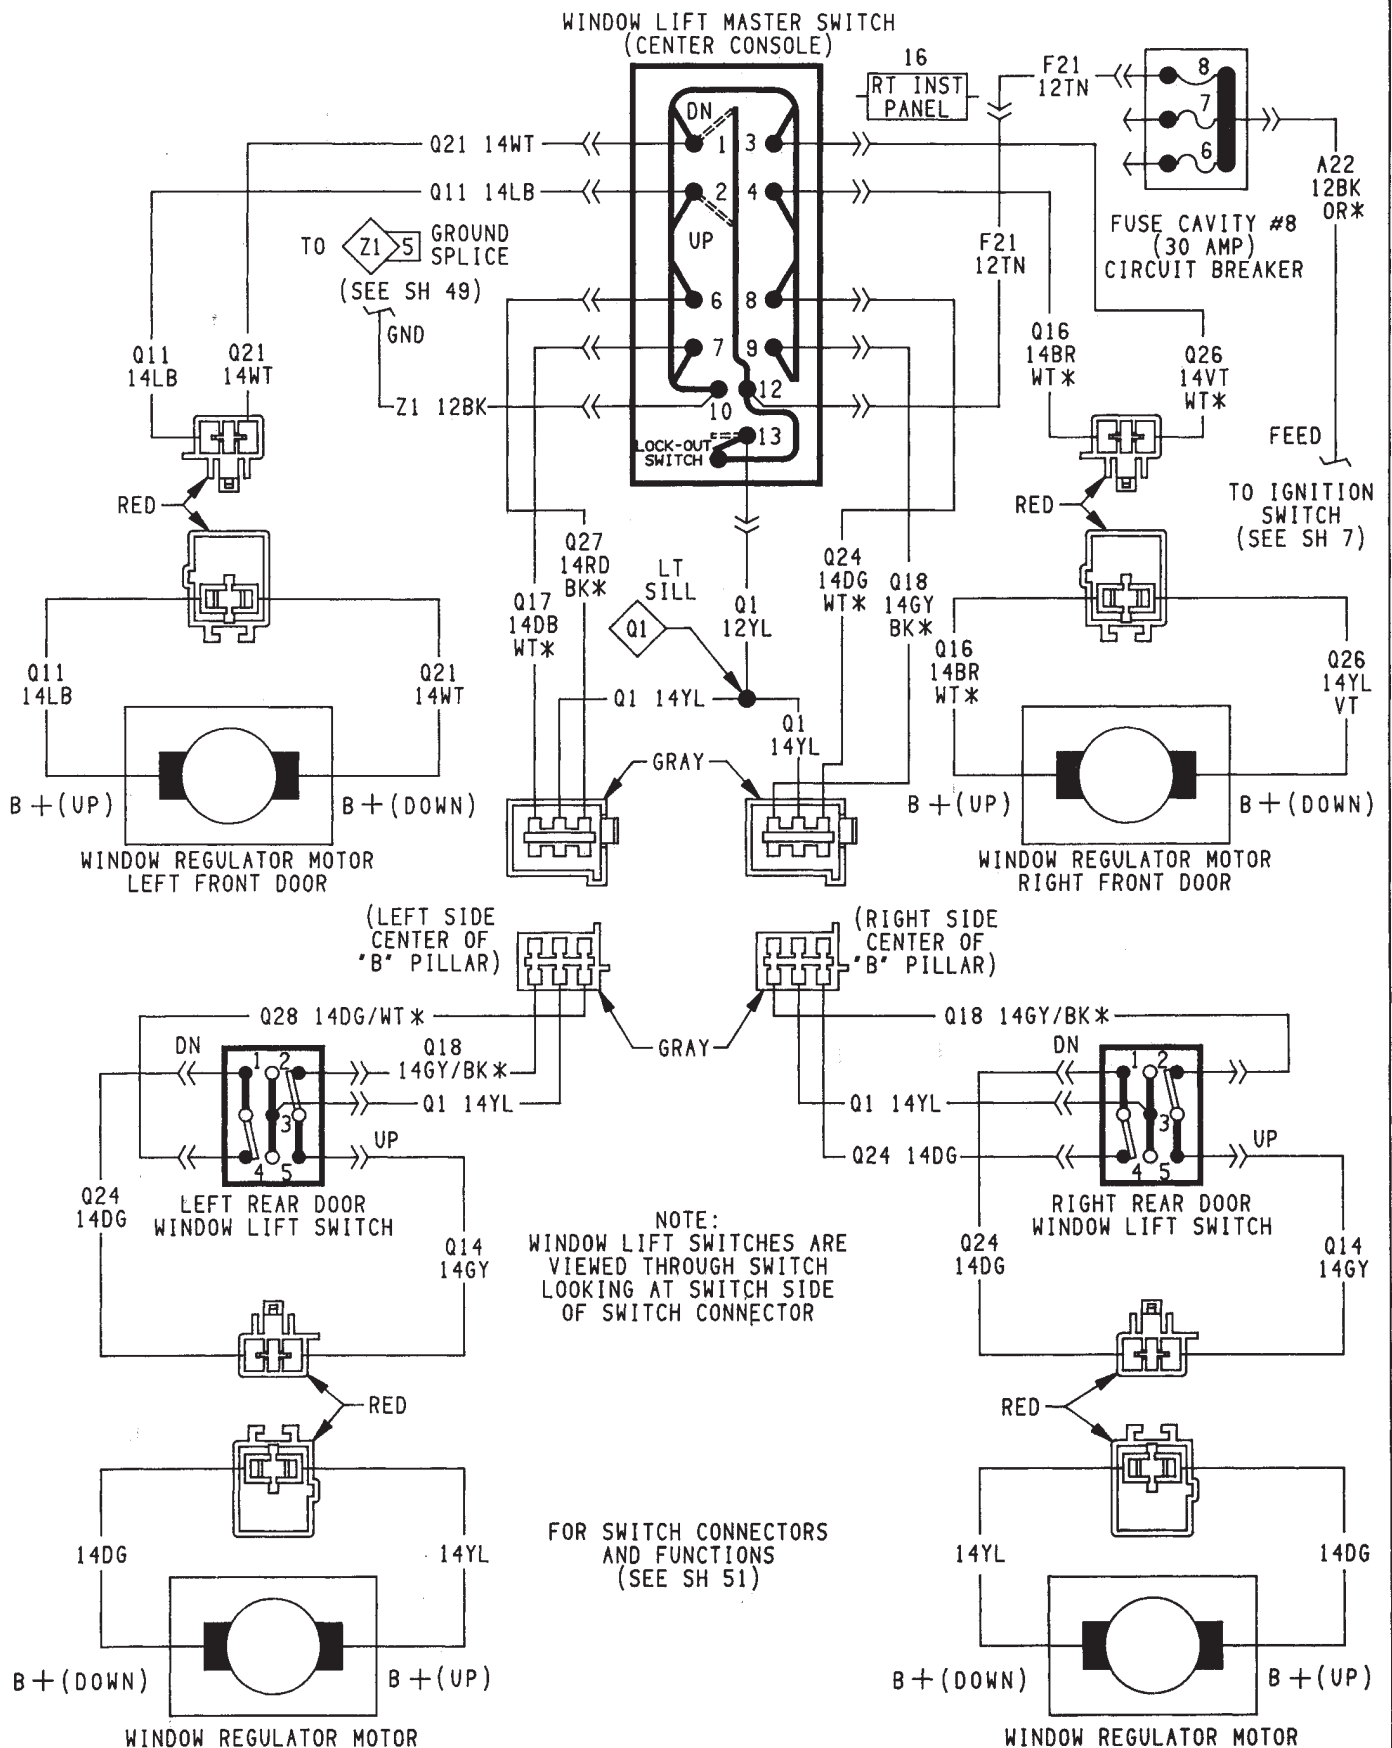 WINDOW LIFT MASTER SWITCH
(CENTER CONSOLE)
16
RT INST
PANEL
F21
12TN
8
7
6
DN
1
3
Q21 14WT
2
4
Q11 14LB
UP
A22
12BK
OR*
TO
Z1
5
GROUND
SPLICE
(SEE SH 49)
GND
F21
12TN
FUSE CAVITY #8
(30 AMP)
CIRCUIT BREAKER
6
8
7
9
Q11
14LB
Q21
14WT
Q16
14BR
WT*
Q26
14VT
WT*
Z1 12BK
10
12
13
LOCK-OUT
SWITCH
FEED
TO IGNITION
SWITCH
(SEE SH 7)
RED
RED
Q27
14RD
BK*
LT
SILL
Q1
Q17
14DB
WT*
Q1
12YL
Q24
14DG
WT*
Q18
14GY
BK*
Q11
14LB
Q21
14WT
Q16
14BR
WT*
Q26
14YL
VT
Q1 14YL
Q1
14YL
GRAY
B+(UP)
B+(DOWN)
B+(UP)
B+(DOWN)
WINDOW REGULATOR MOTOR
LEFT FRONT DOOR
WINDOW REGULATOR MOTOR
RIGHT FRONT DOOR
(LEFT SIDE
CENTER OF
"B" PILLAR)
(RIGHT SIDE
CENTER OF
"B" PILLAR)
Q28 14DG/WT*
Q18 14GY/BK*
GRAY
DN
Q18
14GY/BK*
DN
1
2
1
2
Q1 14YL
Q1 14YL
3
3
UP
UP
4
5
Q24 14DG
4
5
LEFT REAR DOOR
WINDOW LIFT SWITCH
RIGHT REAR DOOR
WINDOW LIFT SWITCH
Q24
14DG
Q14
14GY
Q24
14DG
Q14
14GY
NOTE:
WINDOW LIFT SWITCHES ARE
VIEWED THROUGH SWITCH
LOOKING AT SWITCH SIDE
OF SWITCH CONNECTOR
RED
RED
FOR SWITCH CONNECTORS
AND FUNCTIONS
(SEE SH 51)
14DG
14YL
14YL
14DG
B+(DOWN)
B+(UP)
B+(DOWN)
B+(UP)
WINDOW REGULATOR MOTOR
WINDOW REGULATOR MOTOR